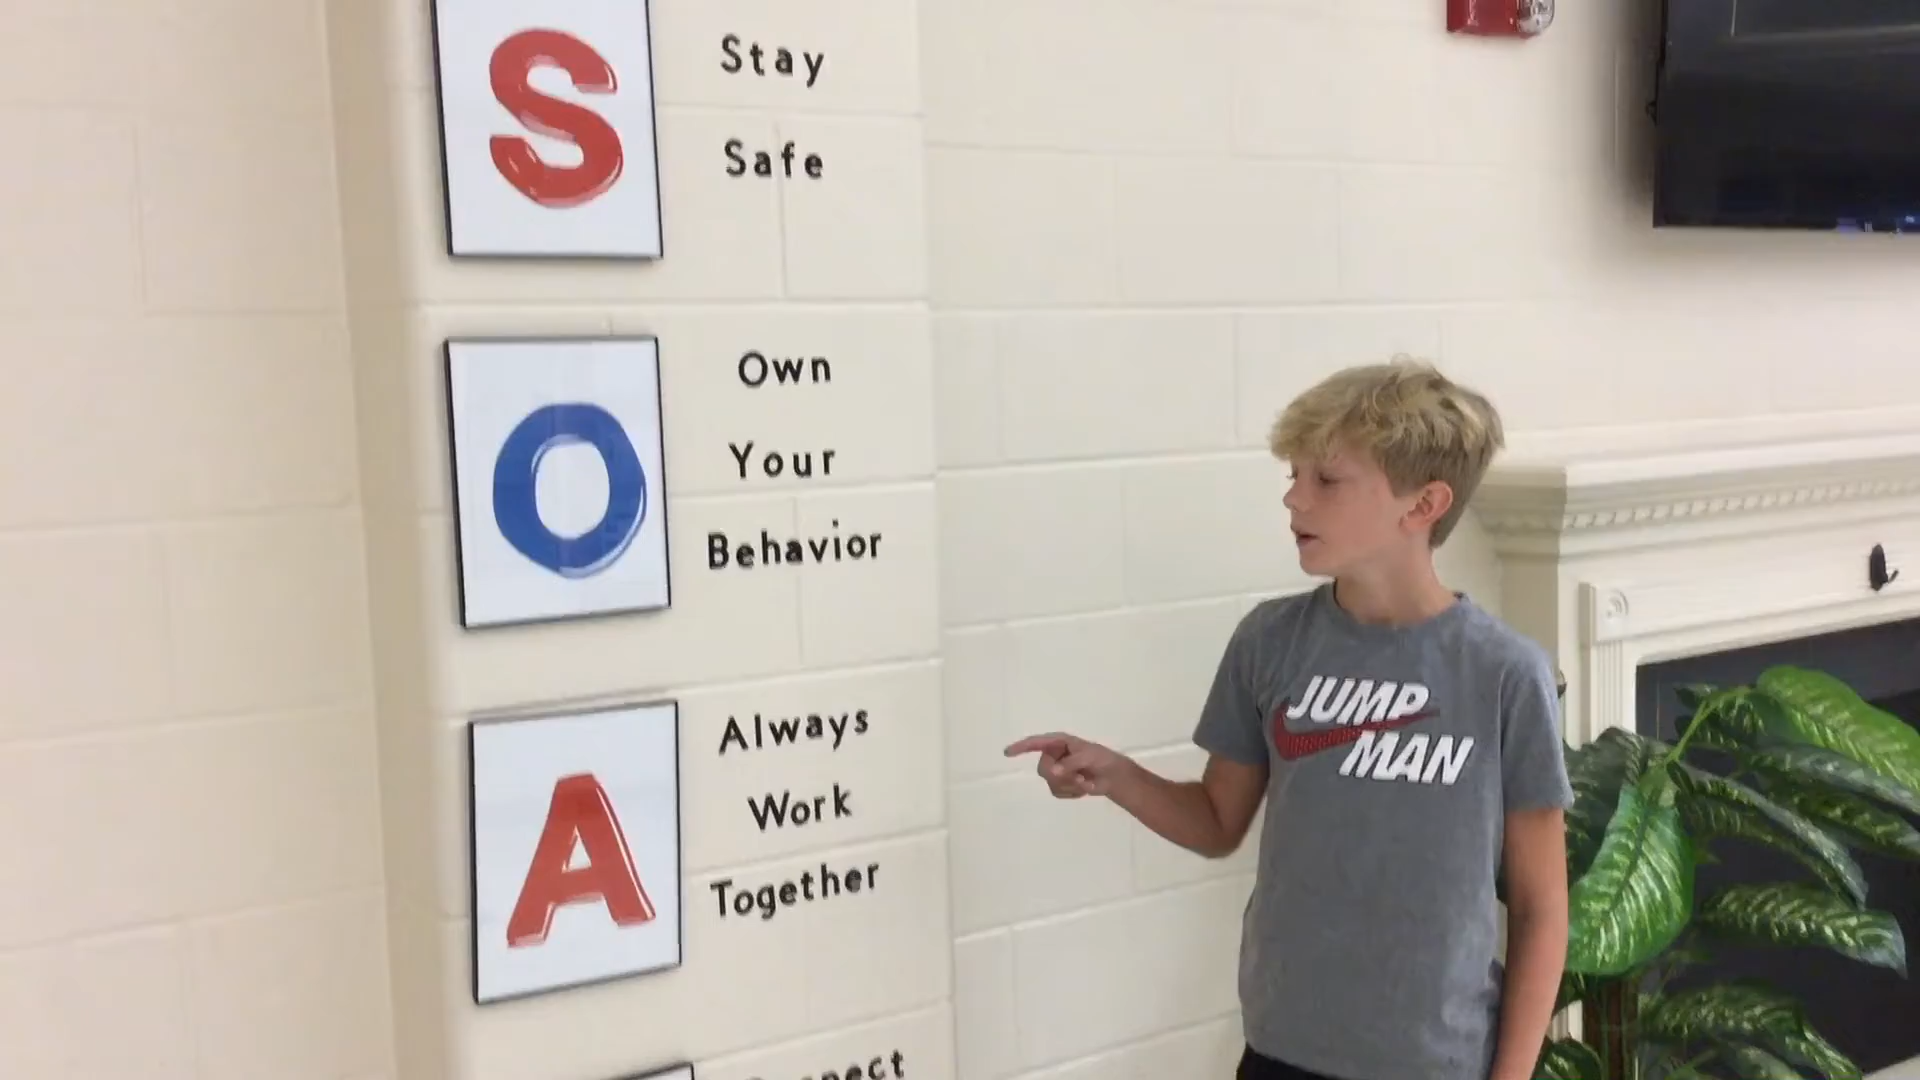 S
Stay
Safe
O
Own
Your
Behavior
A
Always
Work
Together
JUMP
MAN